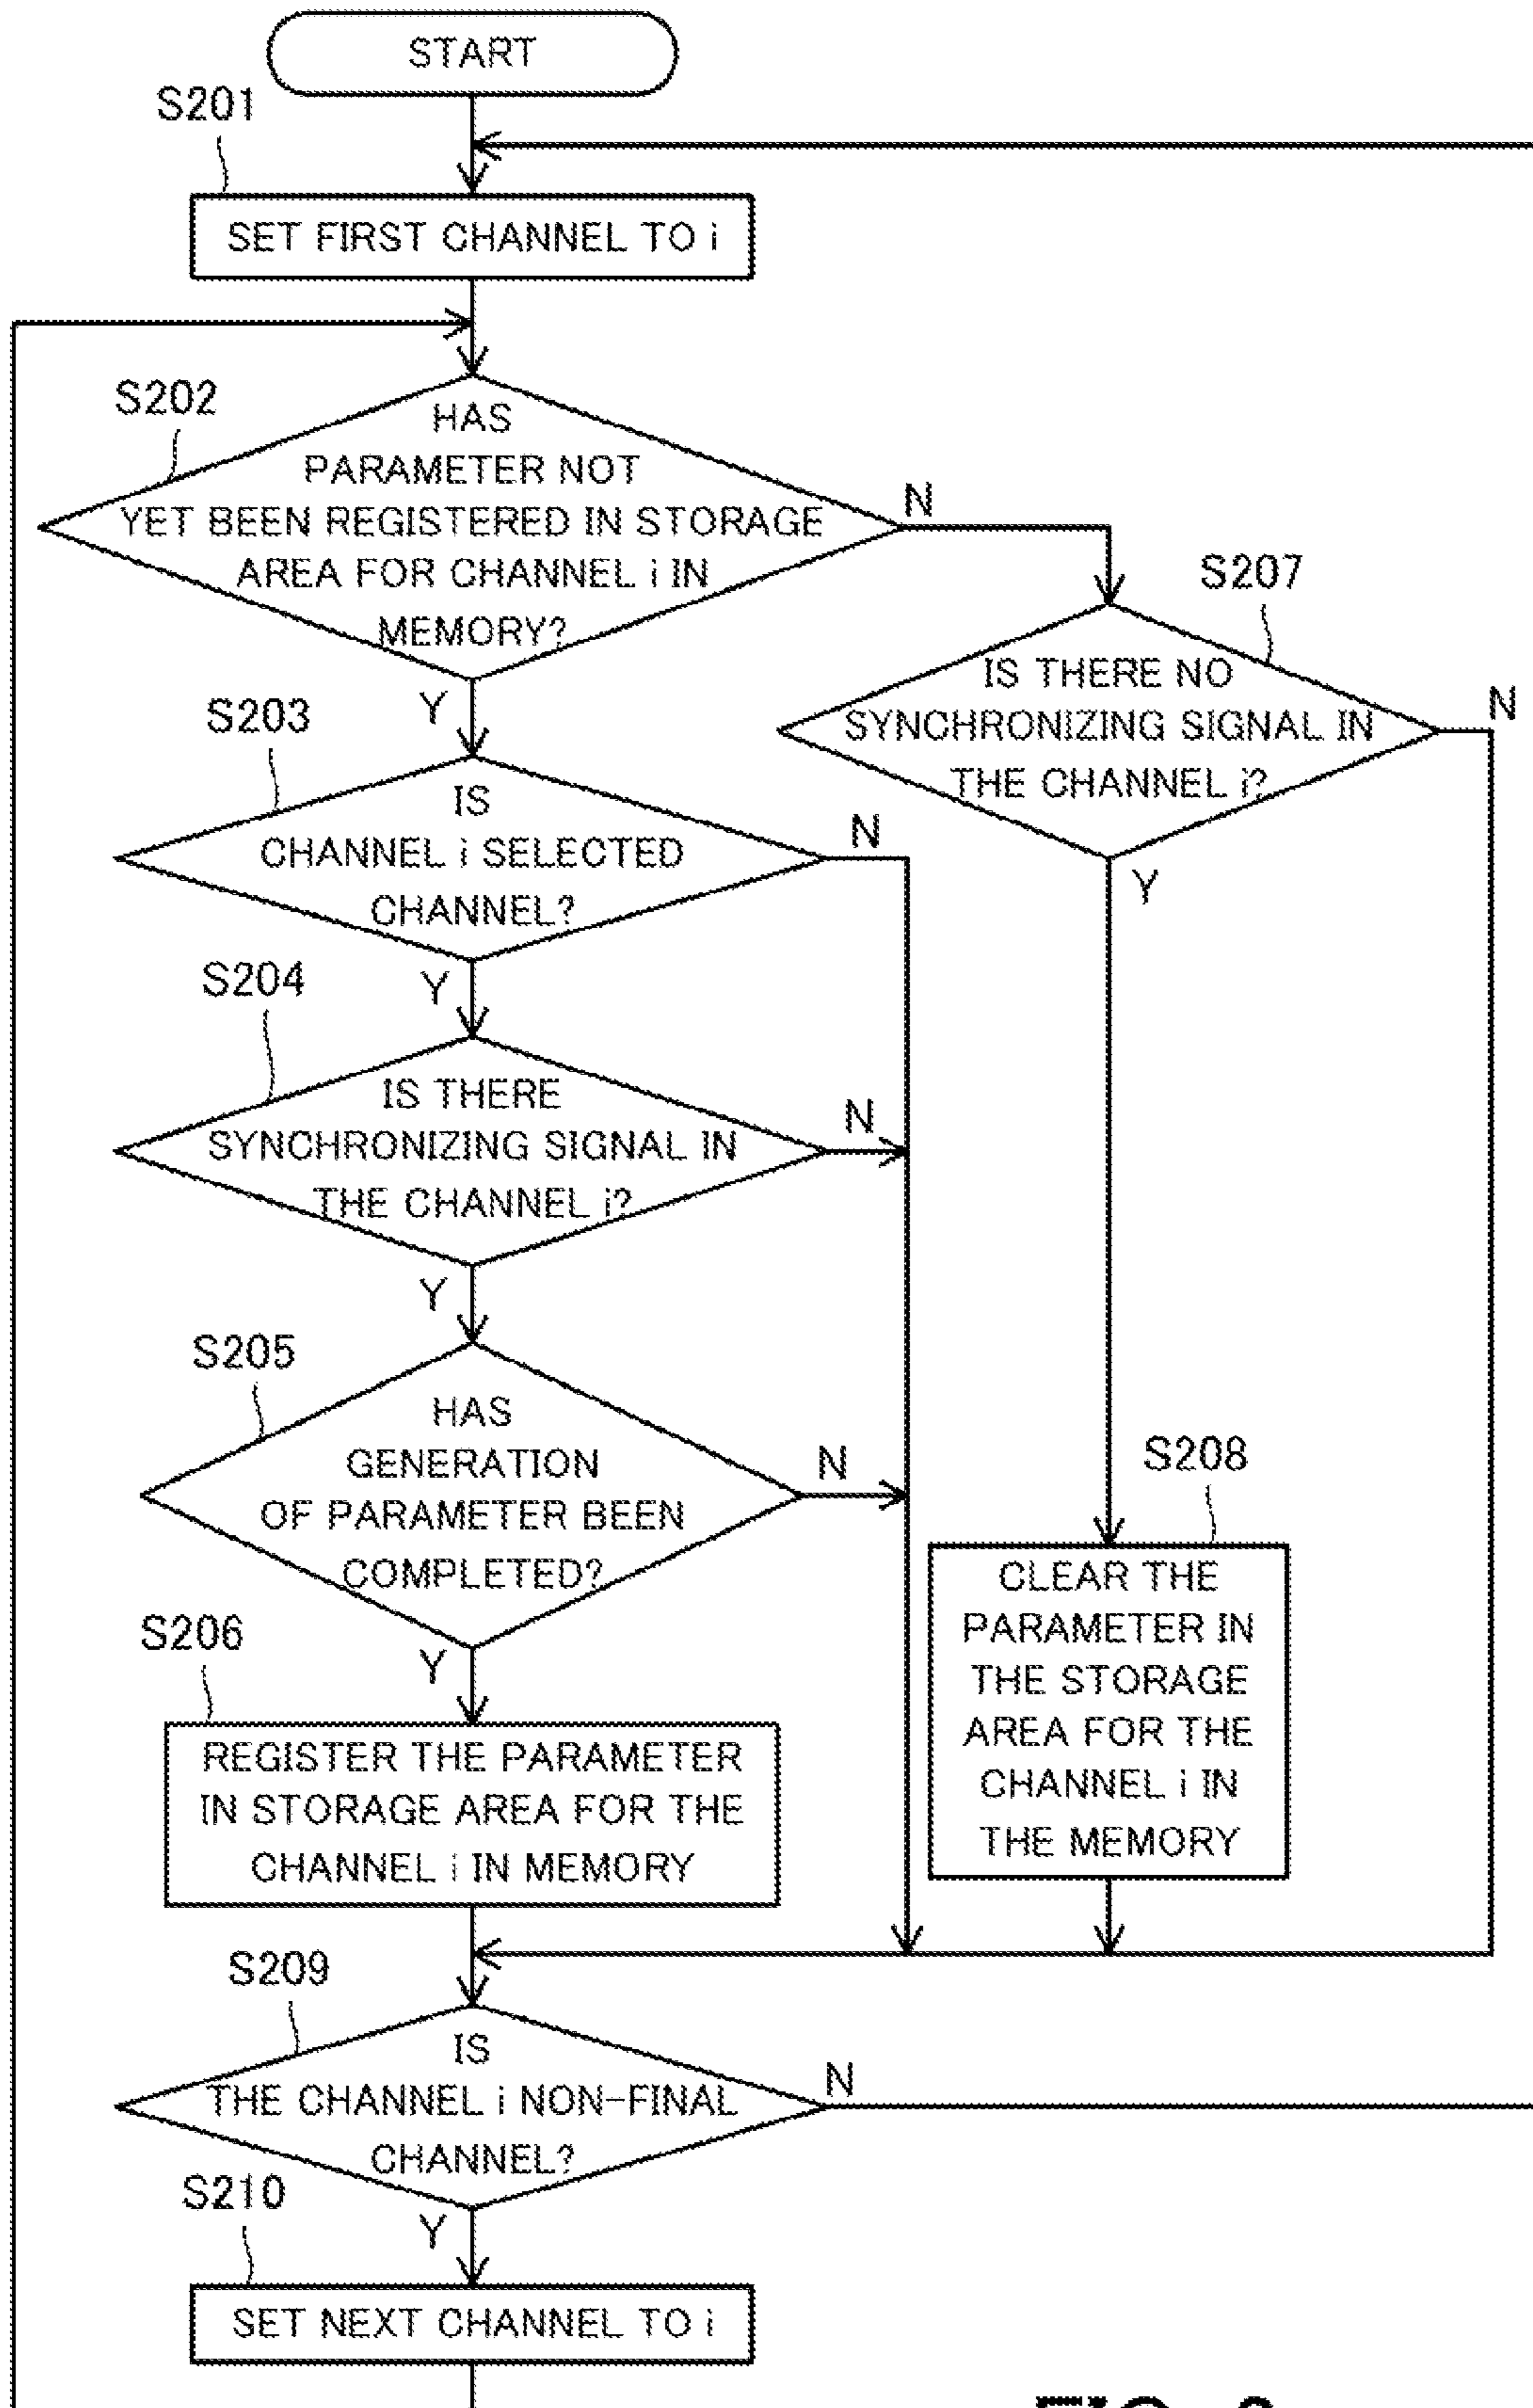 START
S201
SET FIRST CHANNEL TO i
S202
HAS
PARAMETER NOT
YET BEEN REGISTERED IN STORAGE
AREA FOR CHANNEL i IN
MEMORY?
N
Y
S207
IS THERE NO
SYNCHRONIZING SIGNAL IN
THE CHANNEL i?
N
Y
S203
IS
CHANNEL i SELECTED
CHANNEL?
N
Y
S204
IS THERE
SYNCHRONIZING SIGNAL IN
THE CHANNEL i?
N
Y
S205
HAS
GENERATION
OF PARAMETER BEEN
COMPLETED?
N
Y
S208
CLEAR THE
PARAMETER IN
THE STORAGE
AREA FOR THE
CHANNEL i IN
THE MEMORY
S206
REGISTER THE PARAMETER
IN STORAGE AREA FOR THE
CHANNEL i IN MEMORY
S209
IS
THE CHANNEL i NON-FINAL
CHANNEL?
N
Y
S210
SET NEXT CHANNEL TO i